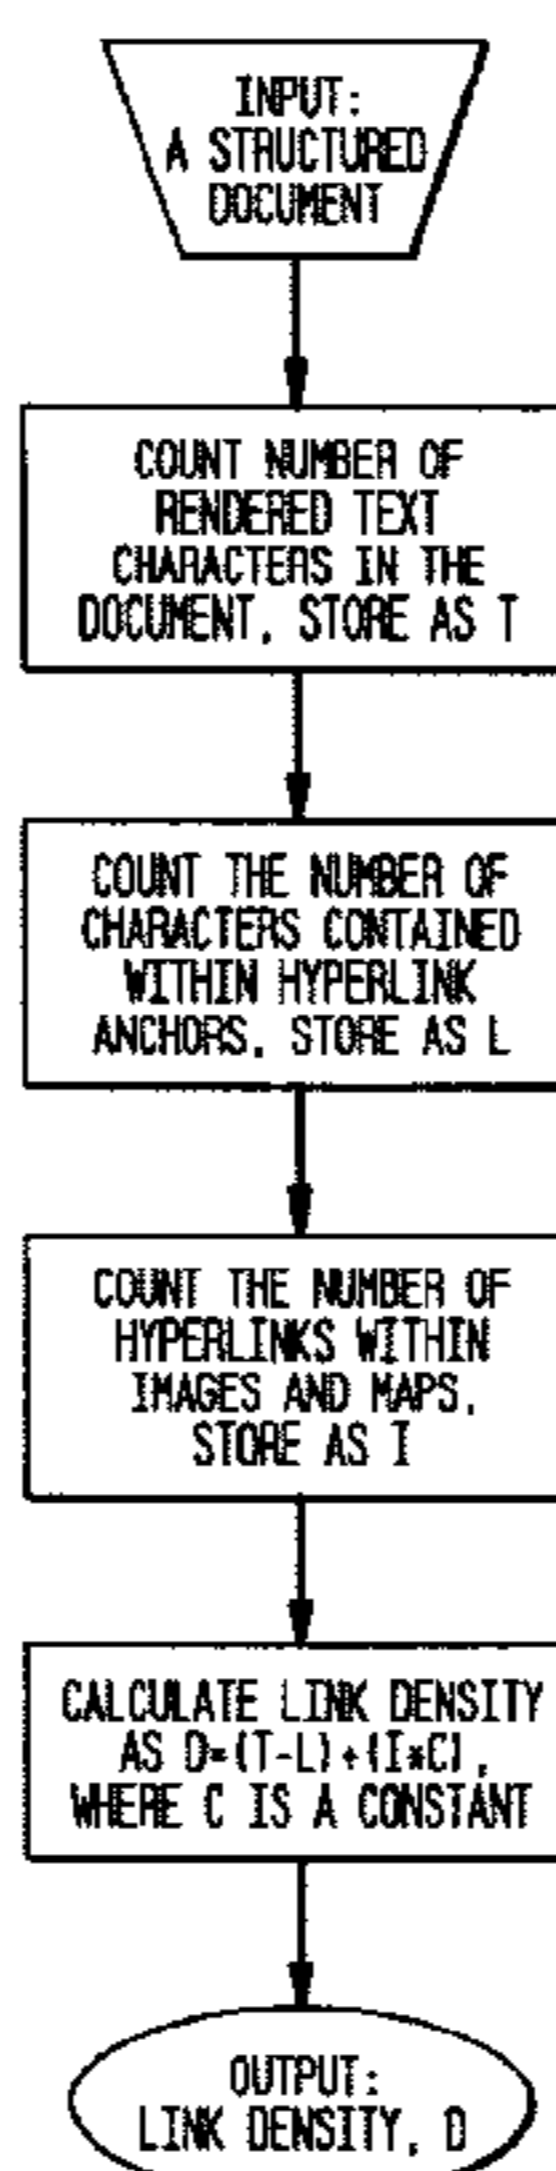 INPUT:
A STRUCTURED
DOCUMENT
COUNT NUMBER OF
RENDERED TEXT
CHARACTERS IN THE
DOCUMENT, STORE AS T
COUNT THE NUMBER OF
CHARACTERS CONTAINED
WITHIN HYPERLINK
ANCHORS, STORE AS L
COUNT THE NUMBER OF
HYPERLINKS WITHIN
IMAGES AND MAPS,
STORE AS I
CALCULATE LINK DENSITY
AS D=(T-L)+(I*C),
WHERE C IS A CONSTANT
OUTPUT:
LINK DENSITY, D